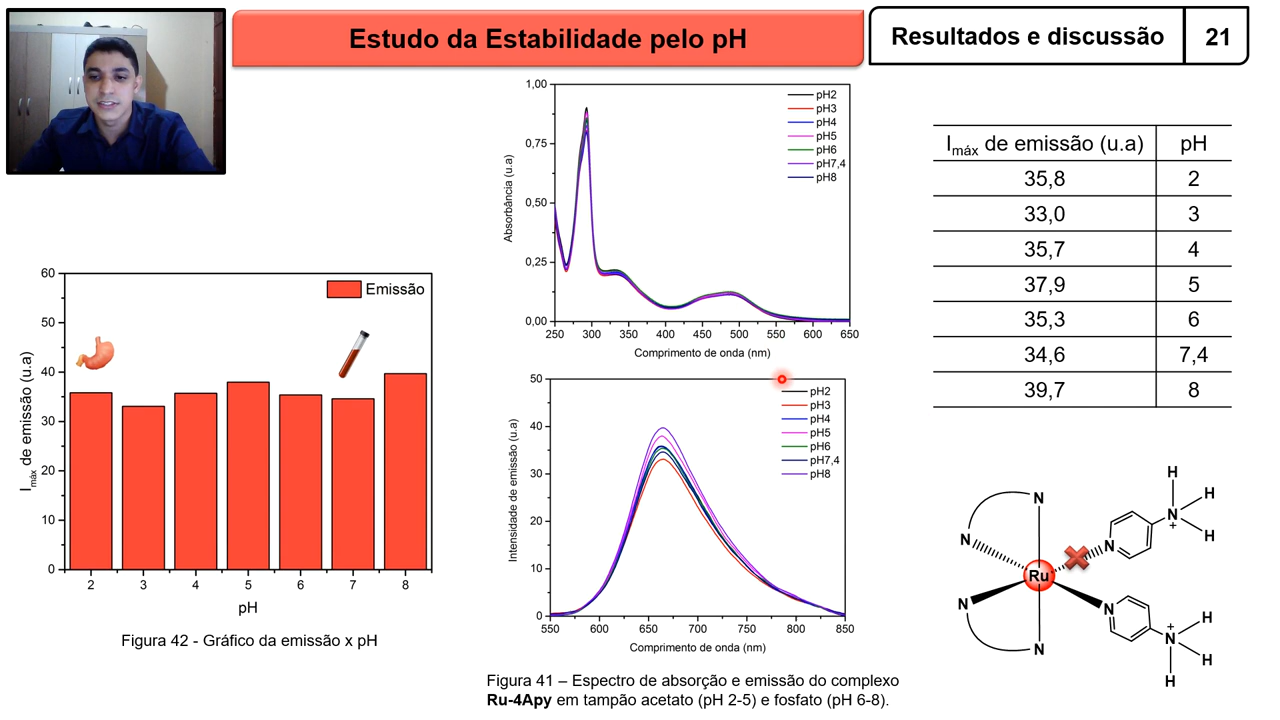 Estudo da Estabilidade pelo pH
Resultados e discussão
21
1,00
0,75
0,50
0,25
0,00
Absorbância (u.a)
pH2
pH3
pH4
pH5
pH6
pH7,4
pH8
250 300 350 400 450 500 550 600 650
Comprimento de onda (nm)
Imáx de emissão (u.a) pH
35,8 2
33,0 3
35,7 4
37,9 5
35,3 6
34,6 7,4
39,7 8
60
50
40
30
20
10
0
Imáx de emissão (u.a)
Emissão
2 3 4 5 6 7 8
pH
Figura 42 - Gráfico da emissão x pH
50
40
30
20
10
0
Intensidade de emissão (u.a)
pH2
pH3
pH4
pH5
pH6
pH7,4
pH8
550 600 650 700 750 800 850
Comprimento de onda (nm)
Figura 41 – Espectro de absorção e emissão do complexo
Ru-4Apy em tampão acetato (pH 2-5) e fosfato (pH 6-8).
H
H
N
N
+
H
N
N
Ru
N
N
H
+
N
H
N
H